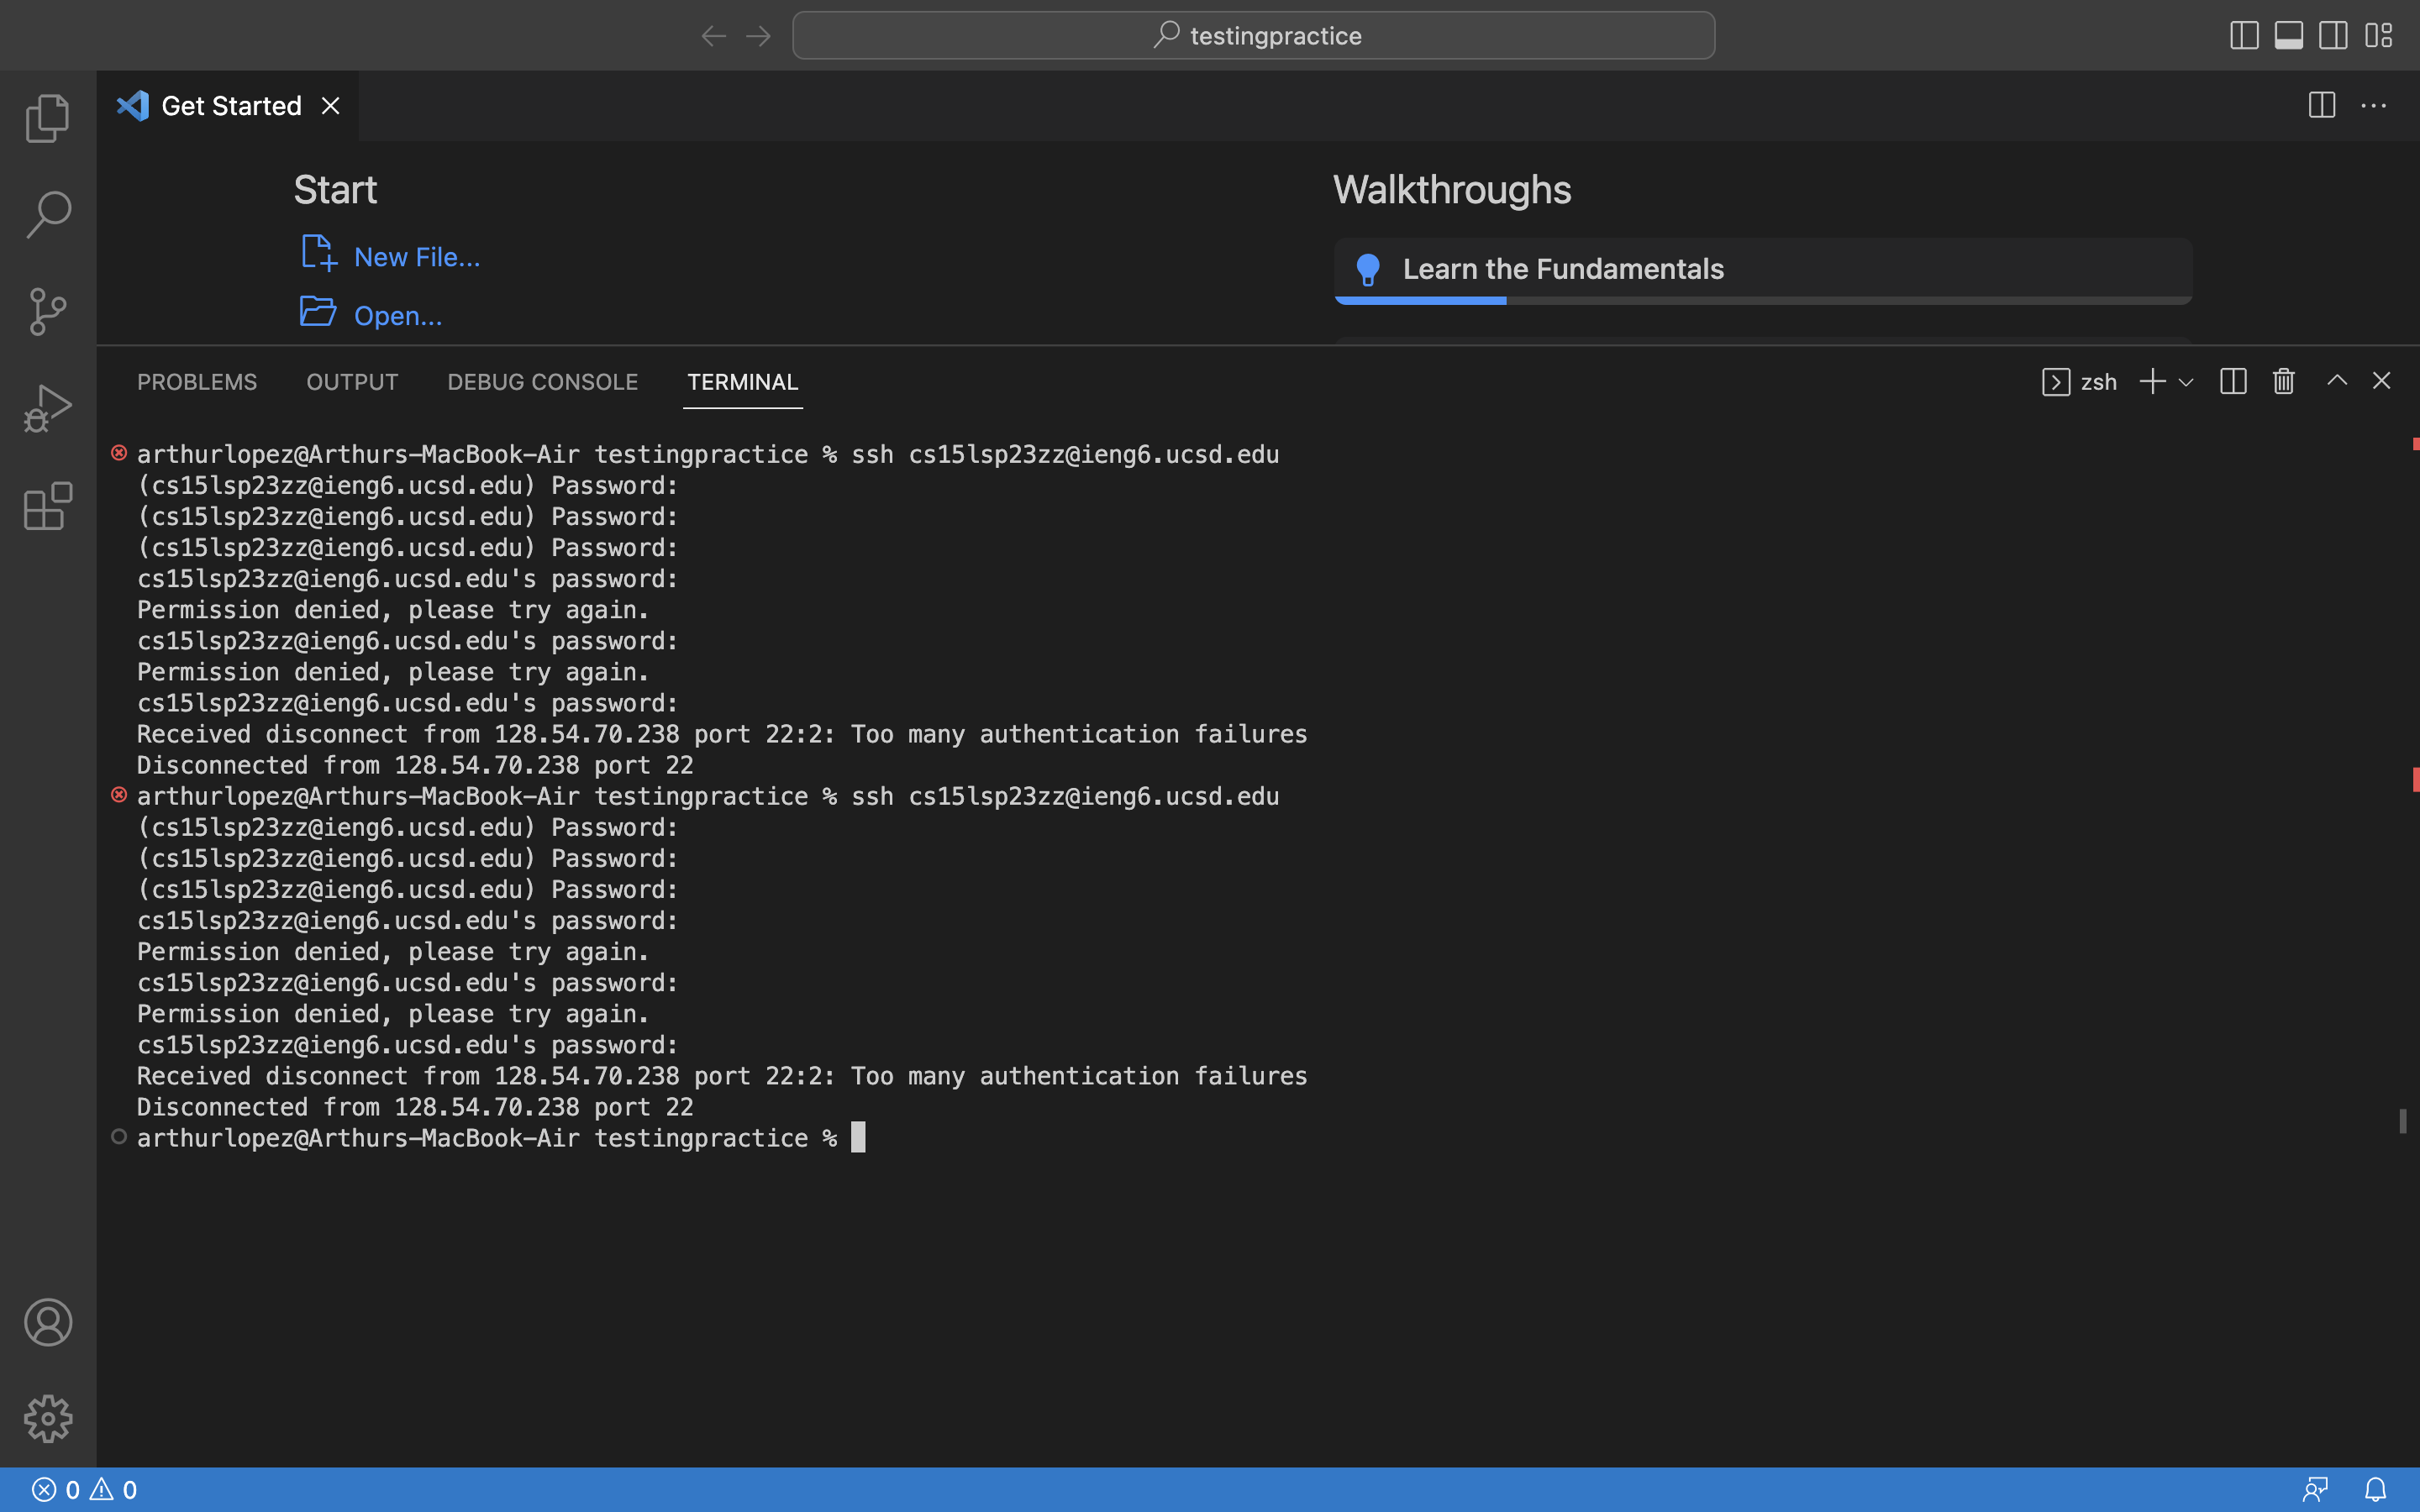 testingpractice
Get Started
Start
Walkthroughs
New File...
Learn the Fundamentals
Open...
PROBLEMS OUTPUT DEBUG CONSOLE TERMINAL
zsh
arthurlopez@Arthurs-MacBook-Air testingpractice % ssh cs15lsp23zz@ieng6.ucsd.edu
(cs15lsp23zz@ieng6.ucsd.edu) Password:
(cs15lsp23zz@ieng6.ucsd.edu) Password:
(cs15lsp23zz@ieng6.ucsd.edu) Password:
cs15lsp23zz@ieng6.ucsd.edu's password:
Permission denied, please try again.
cs15lsp23zz@ieng6.ucsd.edu's password:
Permission denied, please try again.
cs15lsp23zz@ieng6.ucsd.edu's password:
Received disconnect from 128.54.70.238 port 22:2: Too many authentication failures
Disconnected from 128.54.70.238 port 22
arthurlopez@Arthurs-MacBook-Air testingpractice % ssh cs15lsp23zz@ieng6.ucsd.edu
(cs15lsp23zz@ieng6.ucsd.edu) Password:
(cs15lsp23zz@ieng6.ucsd.edu) Password:
(cs15lsp23zz@ieng6.ucsd.edu) Password:
cs15lsp23zz@ieng6.ucsd.edu's password:
Permission denied, please try again.
cs15lsp23zz@ieng6.ucsd.edu's password:
Permission denied, please try again.
cs15lsp23zz@ieng6.ucsd.edu's password:
Received disconnect from 128.54.70.238 port 22:2: Too many authentication failures
Disconnected from 128.54.70.238 port 22
arthurlopez@Arthurs-MacBook-Air testingpractice %
0 0